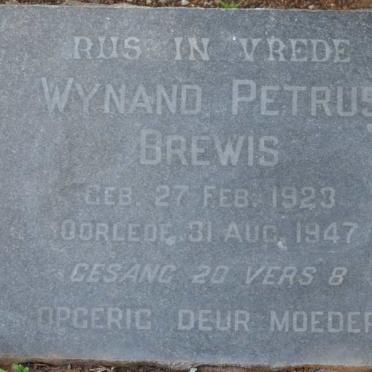 RUS IN VREDE
WYNAND PETRUS
BREWIS
GEB. 27 FEB. 1923
OORLEDE 31 AUG. 1947
GESANG 20 VERS 8
OPGERIG DEUR MOEDER